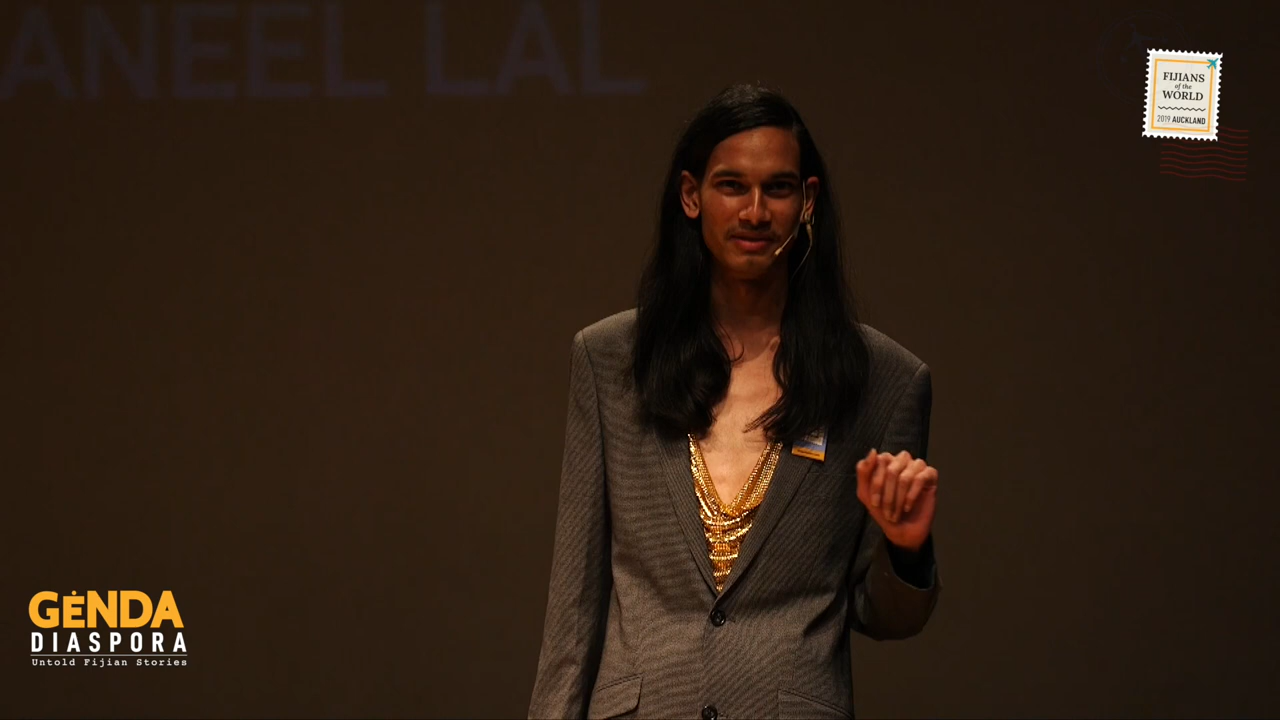 ANEEL LAL
FIJIANS
of the
WORLD
2019 AUCKLAND
GENDA
DIASPORA
Untold Fijian Stories